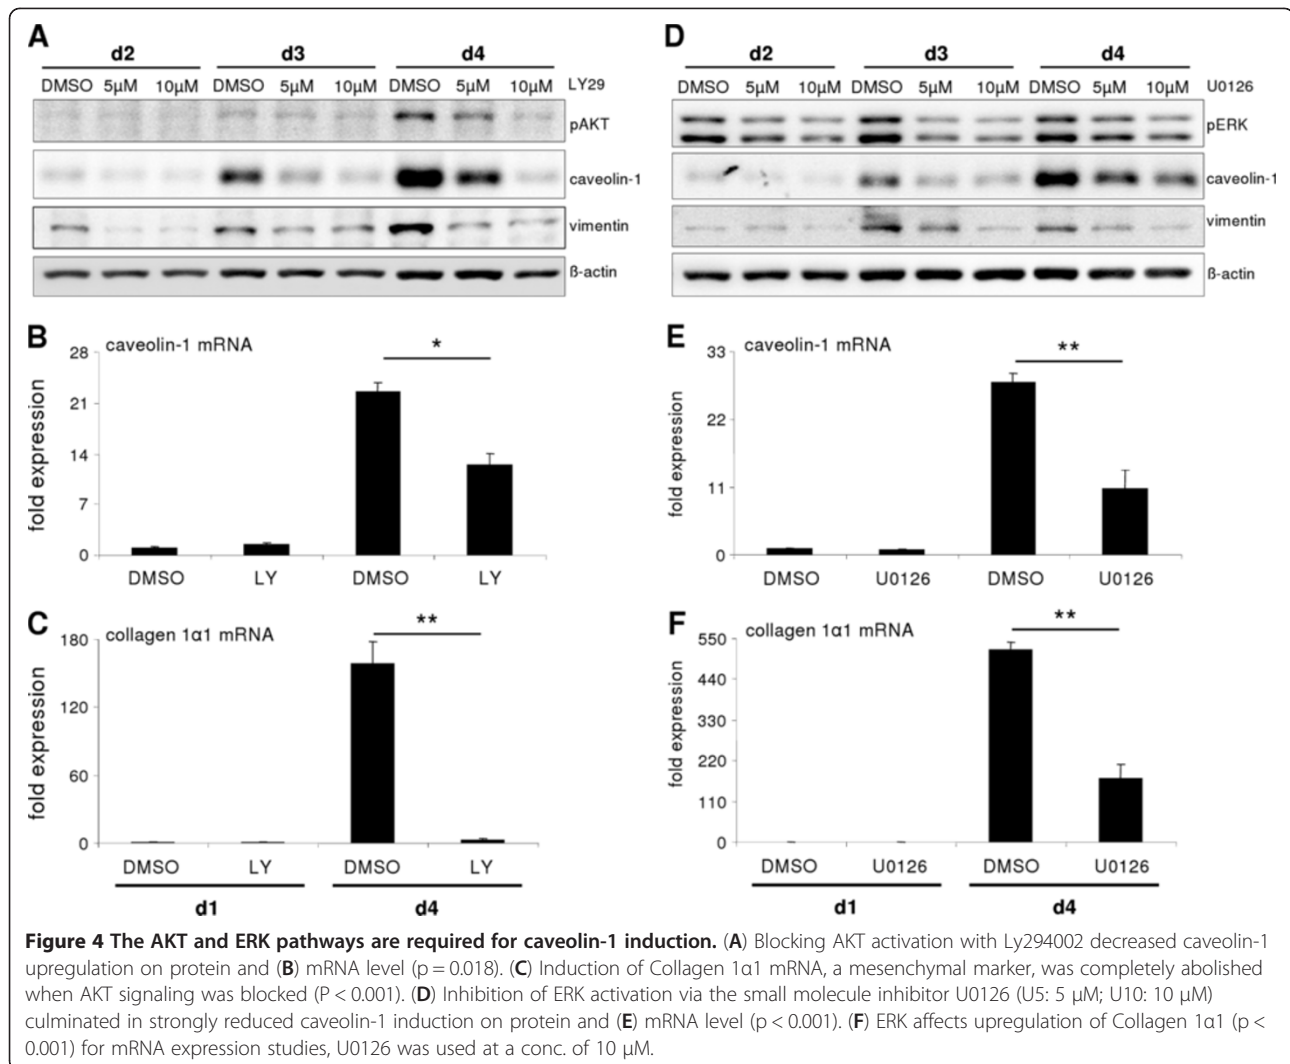 A
d2 d3 d4
DMSO 5µM 10µM DMSO 5µM 10µM DMSO 5µM 10µM LY29
pAKT
caveolin-1
vimentin
ß-actin
D
d2 d3 d4
DMSO 5µM 10µM DMSO 5µM 10µM DMSO 5µM 10µM U0126
pERK
caveolin-1
vimentin
ß-actin
B
caveolin-1 mRNA
*
fold expression
28
21
14
7
0
DMSO LY DMSO LY
E
caveolin-1 mRNA
**
fold expression
33
22
11
0
DMSO U0126 DMSO U0126
C
collagen 1α1 mRNA
**
fold expression
180
120
60
0
DMSO LY DMSO LY
d1 d4
F
collagen 1α1 mRNA
**
fold expression
550
440
330
220
110
0
DMSO U0126 DMSO U0126
d1 d4
Figure 4 The AKT and ERK pathways are required for caveolin-1 induction. (A) Blocking AKT activation with Ly294002 decreased caveolin-1
upregulation on protein and (B) mRNA level (p = 0.018). (C) Induction of Collagen 1α1 mRNA, a mesenchymal marker, was completely abolished
when AKT signaling was blocked (P < 0.001). (D) Inhibition of ERK activation via the small molecule inhibitor U0126 (U5: 5 µM; U10: 10 µM)
culminated in strongly reduced caveolin-1 induction on protein and (E) mRNA level (p < 0.001). (F) ERK affects upregulation of Collagen 1α1 (p <
0.001) for mRNA expression studies, U0126 was used at a conc. of 10 µM.